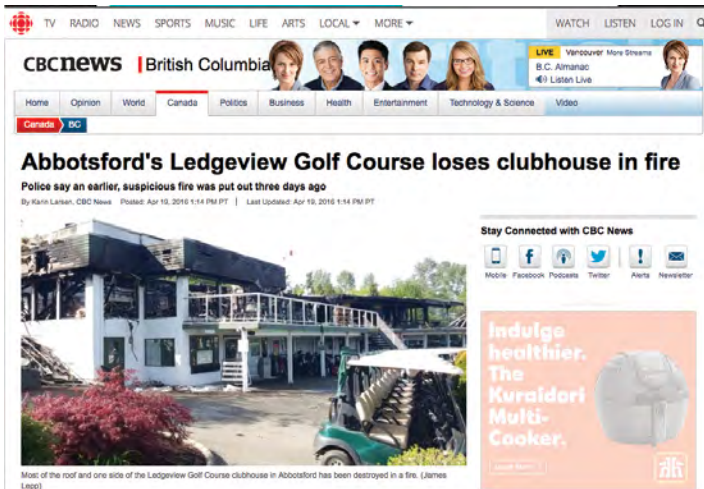 TV RADIO NEWS SPORTS MUSIC LIFE ARTS LOCAL MORE WATCH LISTEN LOG IN
CBCnews | British Columbia
LIVE Vancouver More Streams
B.C. Almanac
Listen Live
Home Opinion World Canada Politics Business Health Entertainment Technology & Science Video
Canada BC
Abbotsford's Ledgeview Golf Course loses clubhouse in fire
Police say an earlier, suspicious fire was put out three days ago
By Karin Larsen, CBC News Posted: Apr 19, 2016 1:14 PM PT | Last Updated: Apr 19, 2016 1:14 PM PT
Stay Connected with CBC News
Mobile Facebook Podcasts Twitter Alerts Newsletter
Indulge
healthier.
The
Kuraidori
Multi-
Cooker.
Most of the roof and one side of the Ledgeview Golf Course clubhouse in Abbotsford has been destroyed in a fire. (James
Lepp)